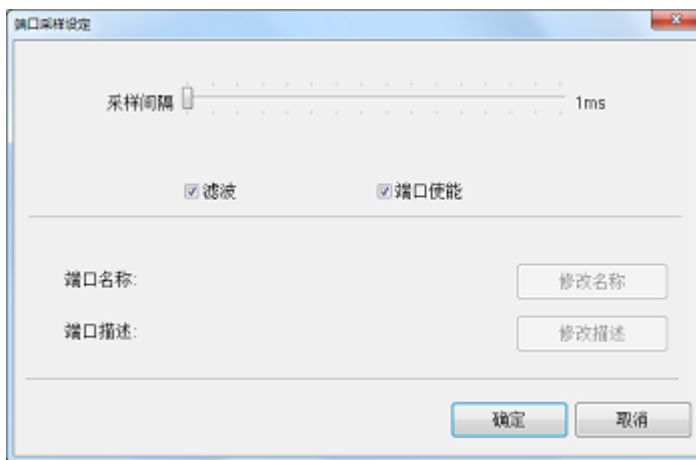 端口采样设定
采样间隔 1ms
滤波 端口使能
端口名称: 修改名称
端口描述: 修改描述
确定 取消